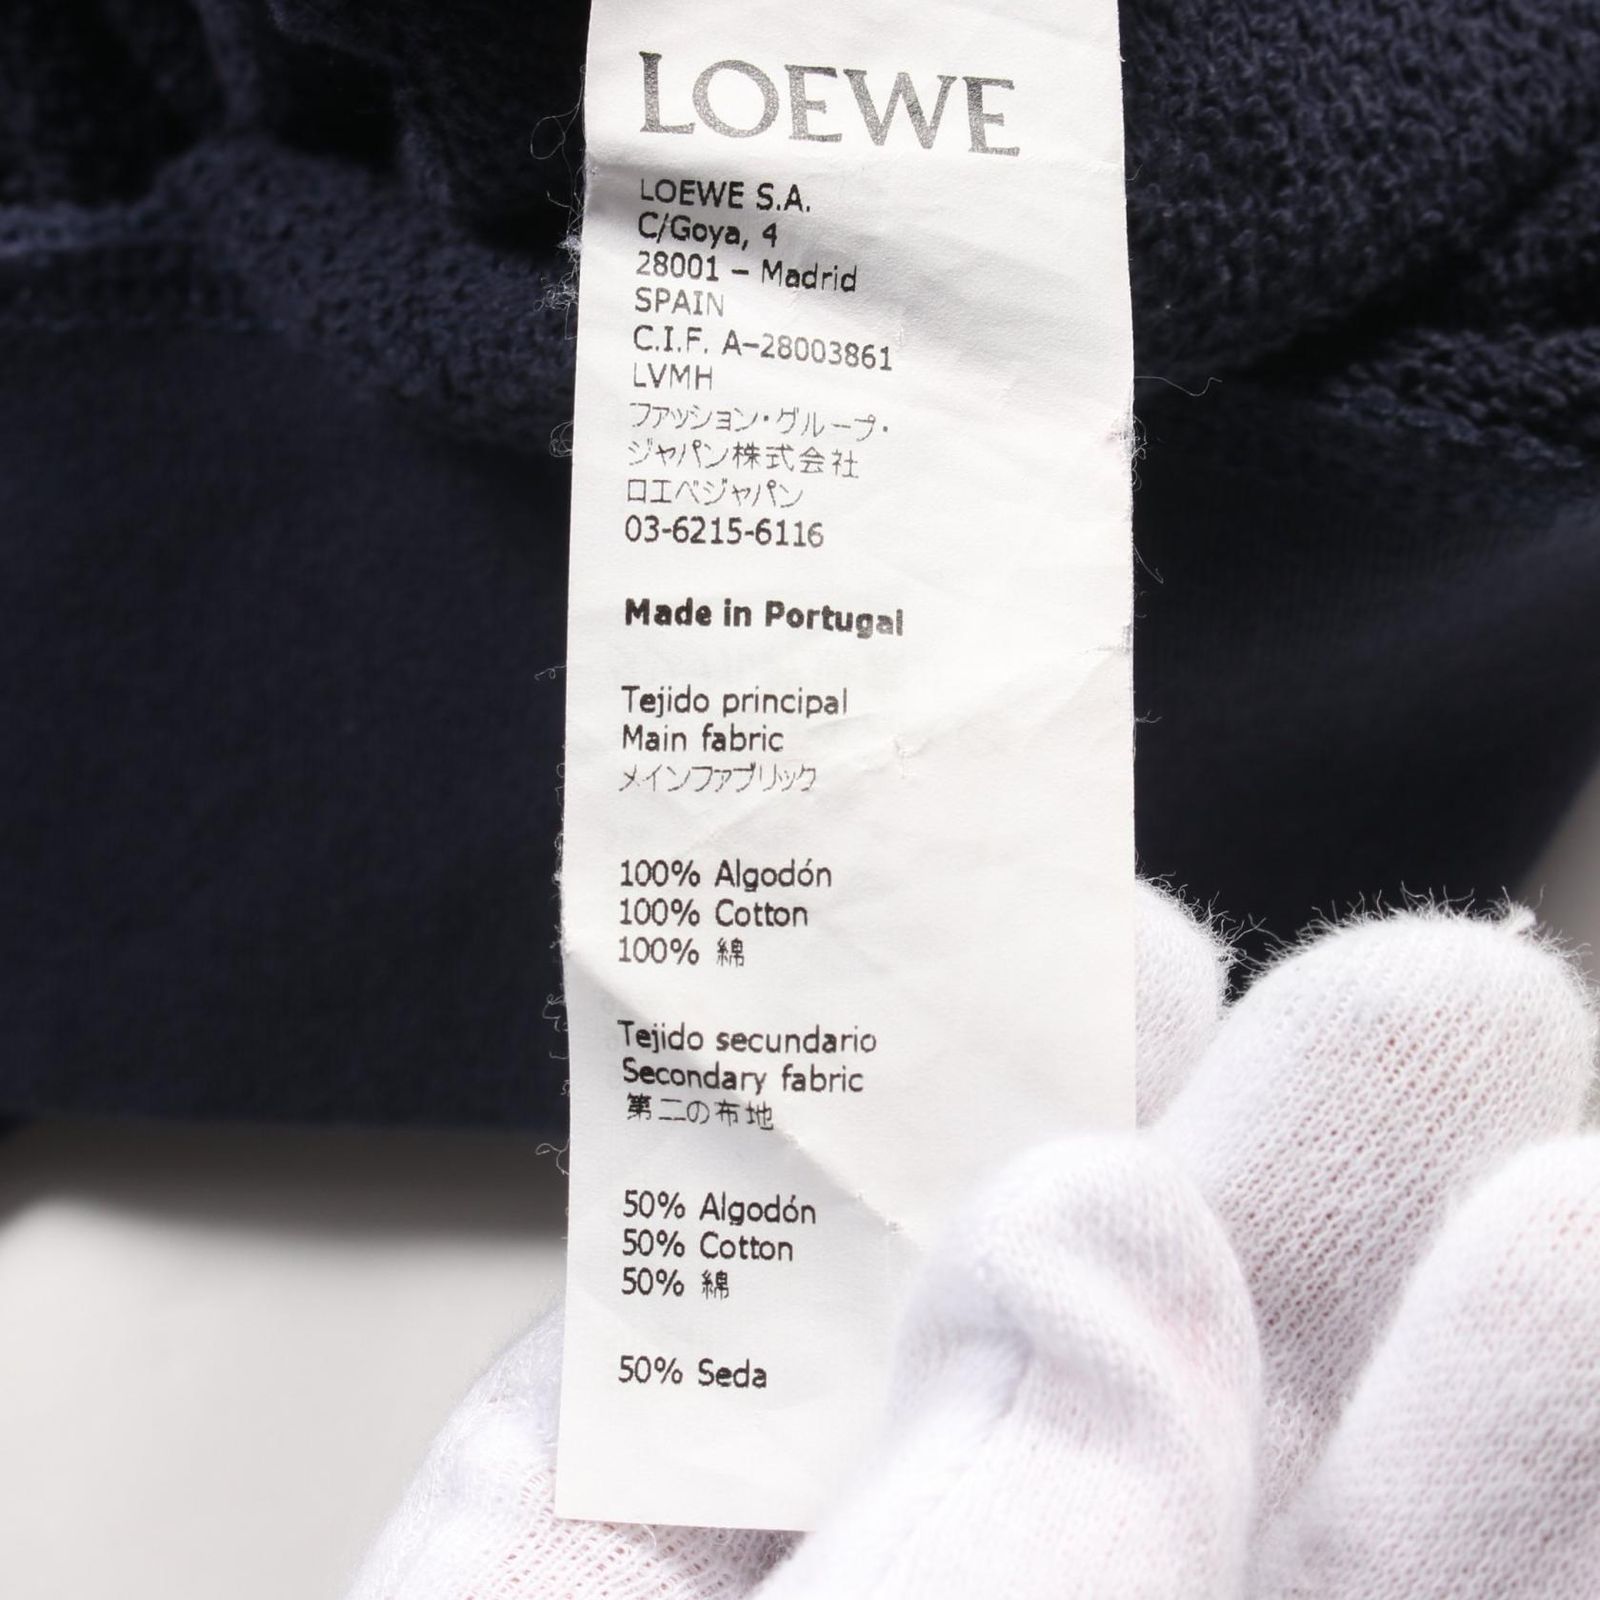 LOEWE
LOEWE S.A.
C/Goya, 4
28001 – Madrid
SPAIN
C.I.F. A-28003861
LVMH
ファッション・グループ・
ジャパン株式会社
ロエベジャパン
03-6215-6116
Made in Portugal
Tejido principal
Main fabric
メインファブリック
100% Algodón
100% Cotton
100% 綿
Tejido secundario
Secondary fabric
第二の布地
50% Algodón
50% Cotton
50% 綿
50% Seda